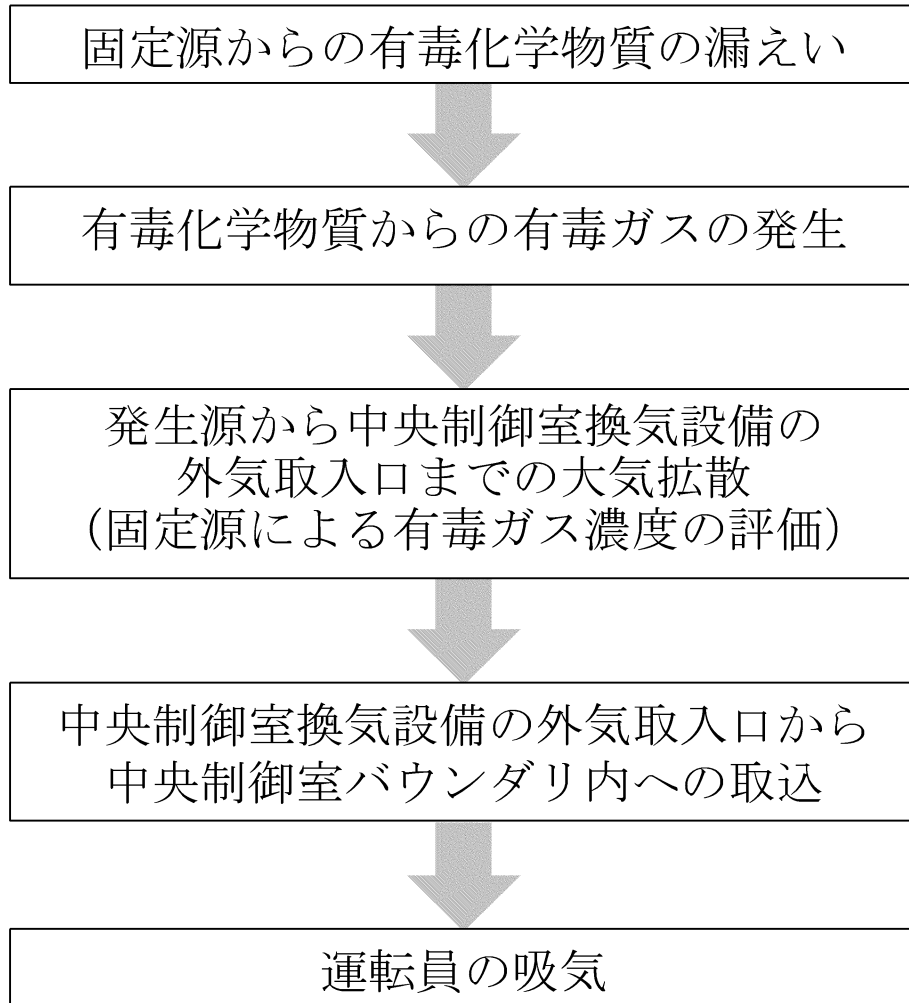 固定源からの有毒化学物質の漏えい
有毒化学物質からの有毒ガスの発生
発生源から中央制御室換気設備の
外気取入口までの大気拡散
（固定源による有毒ガス濃度の評価）
中央制御室換気設備の外気取入口から
中央制御室バウンダリ内への取込
運転員の吸気